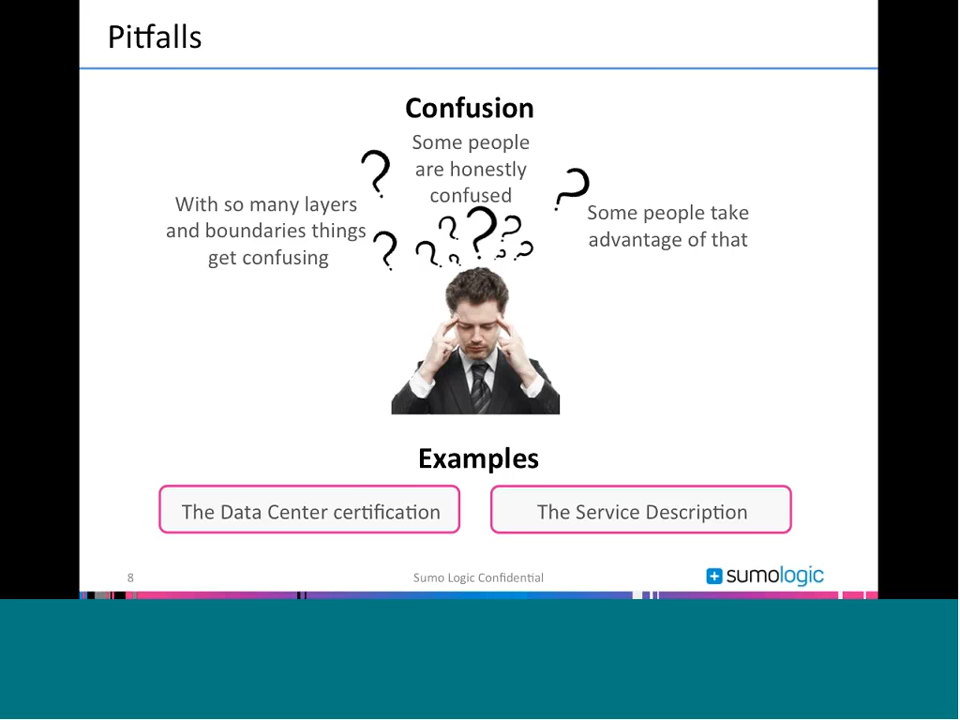 Pitfalls
Confusion
Some people
are honestly
confused
With so many layers
and boundaries things
get confusing
Some people take
advantage of that
Examples
The Data Center certification
The Service Description
8
Sumo Logic Confidential
sumologic